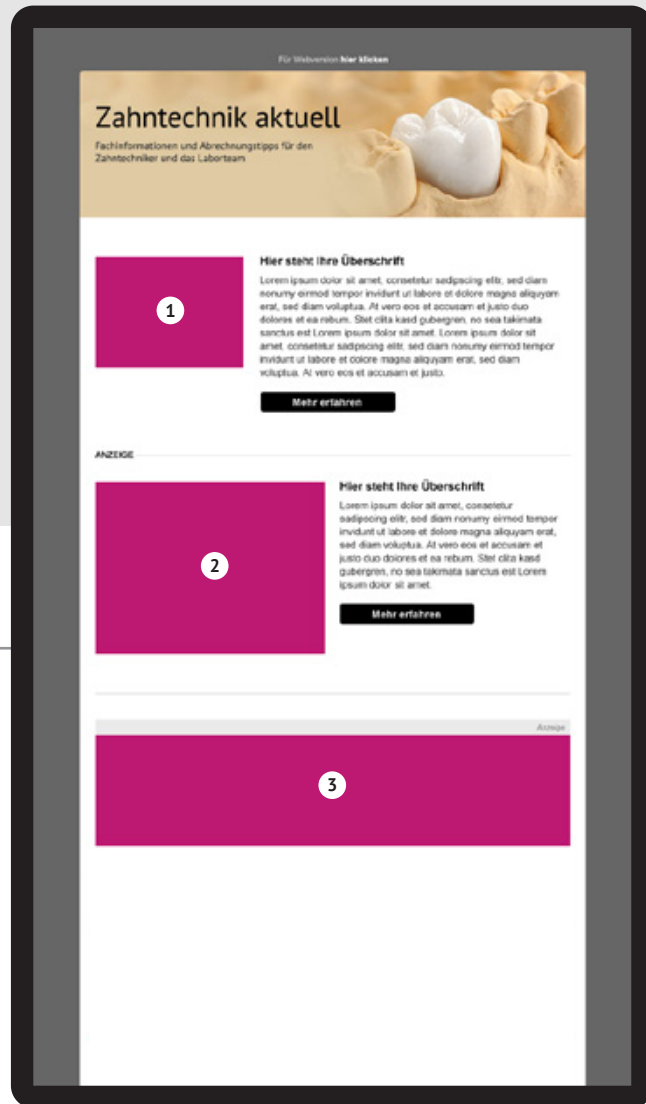 Für Webversion hier klicken
Zahntechnik aktuell
Fachinformationen und Abrechnungstipps für den
Zahntechniker und das Laborteam
1
Hier steht Ihre Überschrift
Lorem ipsum dolor sit amet, consetetur sadipscing elitr, sed diam
nonumy eirmod tempor invidunt ut labore et dolore magna aliquyam
erat, sed diam voluptua. At vero eos et accusam et justo duo
dolores et ea rebum. Stet clita kasd gubergren, no sea takimata
sanctus est Lorem ipsum dolor sit amet. Lorem ipsum dolor sit
amet, consetetur sadipscing elitr, sed diam nonumy eirmod tempor
invidunt ut labore et dolore magna aliquyam erat, sed diam
voluptua. At vero eos et accusam et justo.
Mehr erfahren
ANZEIGE
2
Hier steht Ihre Überschrift
Lorem ipsum dolor sit amet, consetetur
sadipscing elitr, sed diam nonumy eirmod tempor
invidunt ut labore et dolore magna aliquyam erat,
sed diam voluptua. At vero eos et accusam et
justo duo dolores et ea rebum. Stet clita kasd
gubergren, no sea takimata sanctus est Lorem
ipsum dolor sit amet.
Mehr erfahren
Anzeige
3